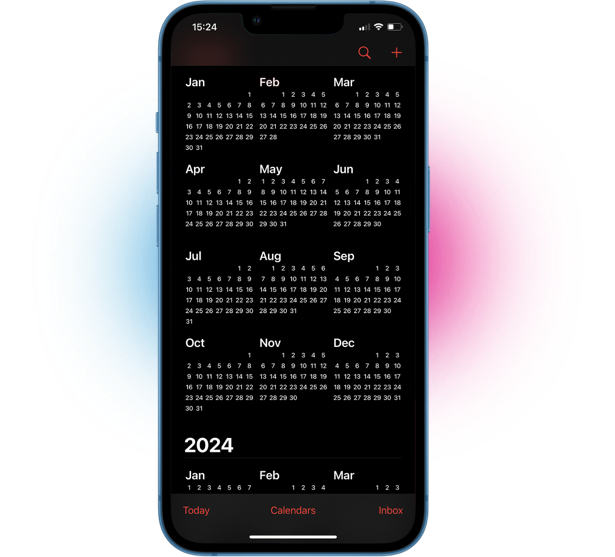 15:24
Jan Feb Mar
1 1 2 3 4 5 1 2 3 4 5
2 3 4 5 6 7 8 6 7 8 9 10 11 12 6 7 8 9 10 11 12
9 10 11 12 13 14 15 13 14 15 16 17 18 19 13 14 15 16 17 18 19
16 17 18 19 20 21 22 20 21 22 23 24 25 26 20 21 22 23 24 25 26
23 24 25 26 27 28 29 27 28 27 28 29 30 31
30 31
Apr May Jun
1 2 1 2 3 4 5 6 7 1 2 3 4
3 4 5 6 7 8 9 8 9 10 11 12 13 14 5 6 7 8 9 10 11
10 11 12 13 14 15 16 15 16 17 18 19 20 21 12 13 14 15 16 17 18
17 18 19 20 21 22 23 22 23 24 25 26 27 28 19 20 21 22 23 24 25
24 25 26 27 28 29 30 29 30 31 26 27 28 29 30
Jul Aug Sep
1 2 1 2 3 4 5 6 1 2 3
3 4 5 6 7 8 9 7 8 9 10 11 12 13 4 5 6 7 8 9 10
10 11 12 13 14 15 16 14 15 16 17 18 19 20 11 12 13 14 15 16 17
17 18 19 20 21 22 23 21 22 23 24 25 26 27 18 19 20 21 22 23 24
24 25 26 27 28 29 30 28 29 30 31 25 26 27 28 29 30
31
Oct Nov Dec
1 1 2 3 4 5 1 2 3
2 3 4 5 6 7 8 6 7 8 9 10 11 12 4 5 6 7 8 9 10
9 10 11 12 13 14 15 13 14 15 16 17 18 19 11 12 13 14 15 16 17
16 17 18 19 20 21 22 20 21 22 23 24 25 26 18 19 20 21 22 23 24
23 24 25 26 27 28 29 27 28 29 30 25 26 27 28 29 30 31
30 31
2024
Jan Feb Mar
1 2 3 4 5 6 7 1 2 3 4 1 2 3
Today Calendars Inbox